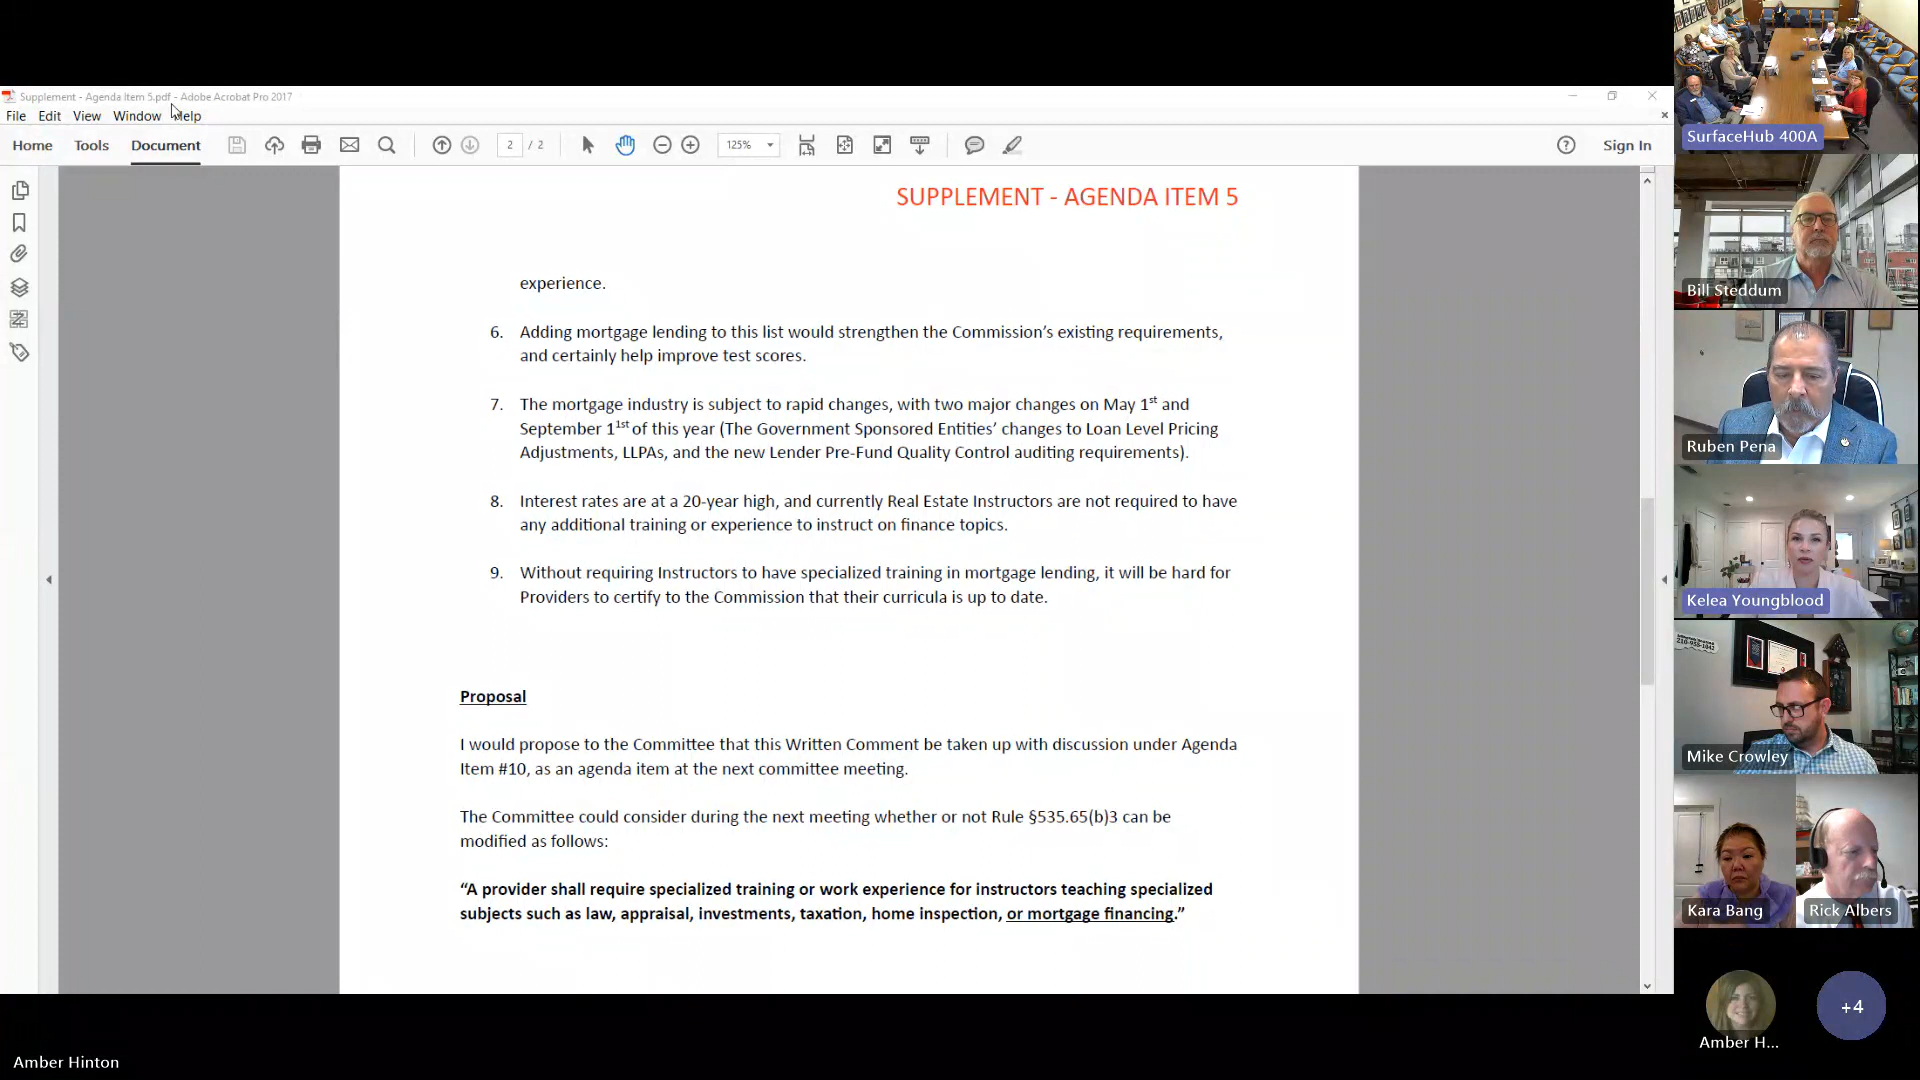 Supplement - Agenda Item 5.pdf - Adobe Acrobat Pro 2017
File Edit View Window Help
Home Tools Document 2 / 2 125% Sign In
SUPPLEMENT - AGENDA ITEM 5
experience.
6. Adding mortgage lending to this list would strengthen the Commission’s existing requirements,
and certainly help improve test scores.
7. The mortgage industry is subject to rapid changes, with two major changes on May 1st and
September 11st of this year (The Government Sponsored Entities’ changes to Loan Level Pricing
Adjustments, LLPAs, and the new Lender Pre-Fund Quality Control auditing requirements).
8. Interest rates are at a 20-year high, and currently Real Estate Instructors are not required to have
any additional training or experience to instruct on finance topics.
9. Without requiring Instructors to have specialized training in mortgage lending, it will be hard for
Providers to certify to the Commission that their curricula is up to date.
Proposal
I would propose to the Committee that this Written Comment be taken up with discussion under Agenda
Item #10, as an agenda item at the next committee meeting.
The Committee could consider during the next meeting whether or not Rule §535.65(b)3 can be
modified as follows:
“A provider shall require specialized training or work experience for instructors teaching specialized
subjects such as law, appraisal, investments, taxation, home inspection, or mortgage financing.”
Amber Hinton
SurfaceHub 400A
Bill Steddum
Ruben Pena
Kelea Youngblood
Mike Crowley
Kara Bang
Rick Albers
Amber H...
+4